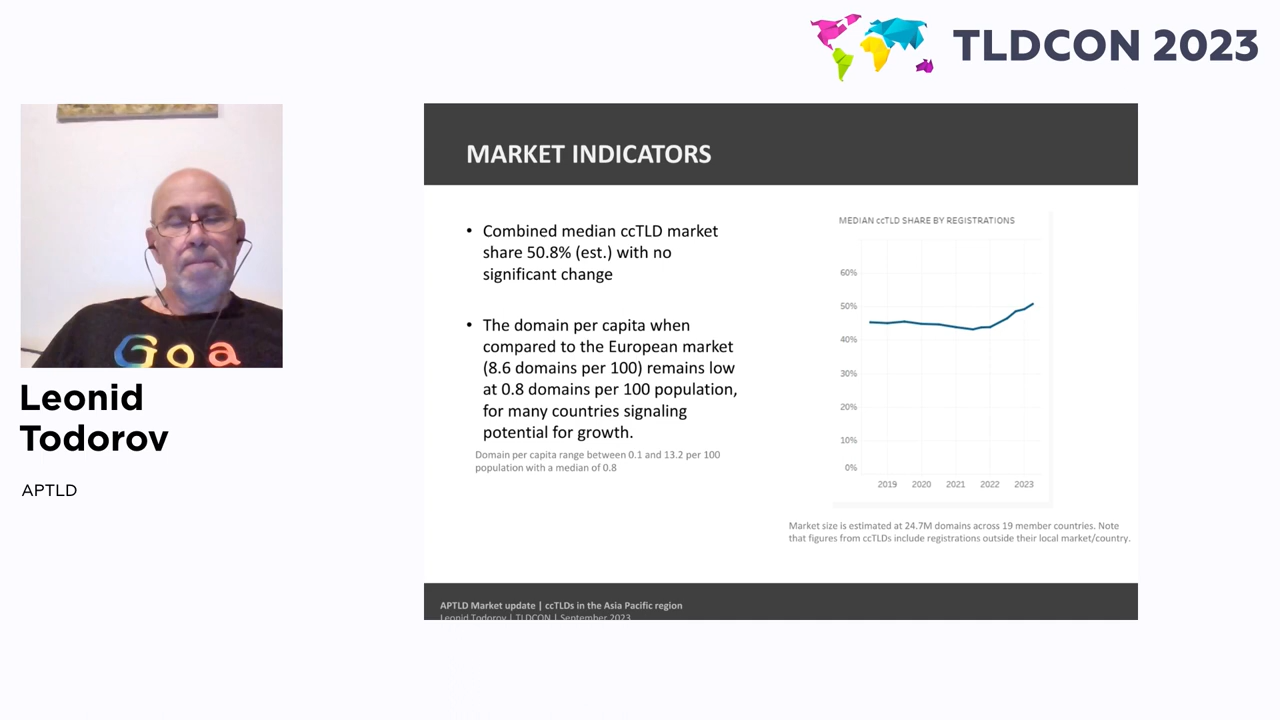 TLDCON 2023
Goa
Leonid
Todorov
APTLD
MARKET INDICATORS
• Combined median ccTLD market
share 50.8% (est.) with no
significant change
• The domain per capita when
compared to the European market
(8.6 domains per 100) remains low
at 0.8 domains per 100 population,
for many countries signaling
potential for growth.
Domain per capita range between 0.1 and 13.2 per 100
population with a median of 0.8
MEDIAN ccTLD SHARE BY REGISTRATIONS
60%
50%
40%
30%
20%
10%
0%
2019 2020 2021 2022 2023
Market size is estimated at 24.7M domains across 19 member countries. Note
that figures from ccTLDs include registrations outside their local market/country.
APTLD Market update | ccTLDs in the Asia Pacific region
Leonid Todorov | TLDCON | September 2023